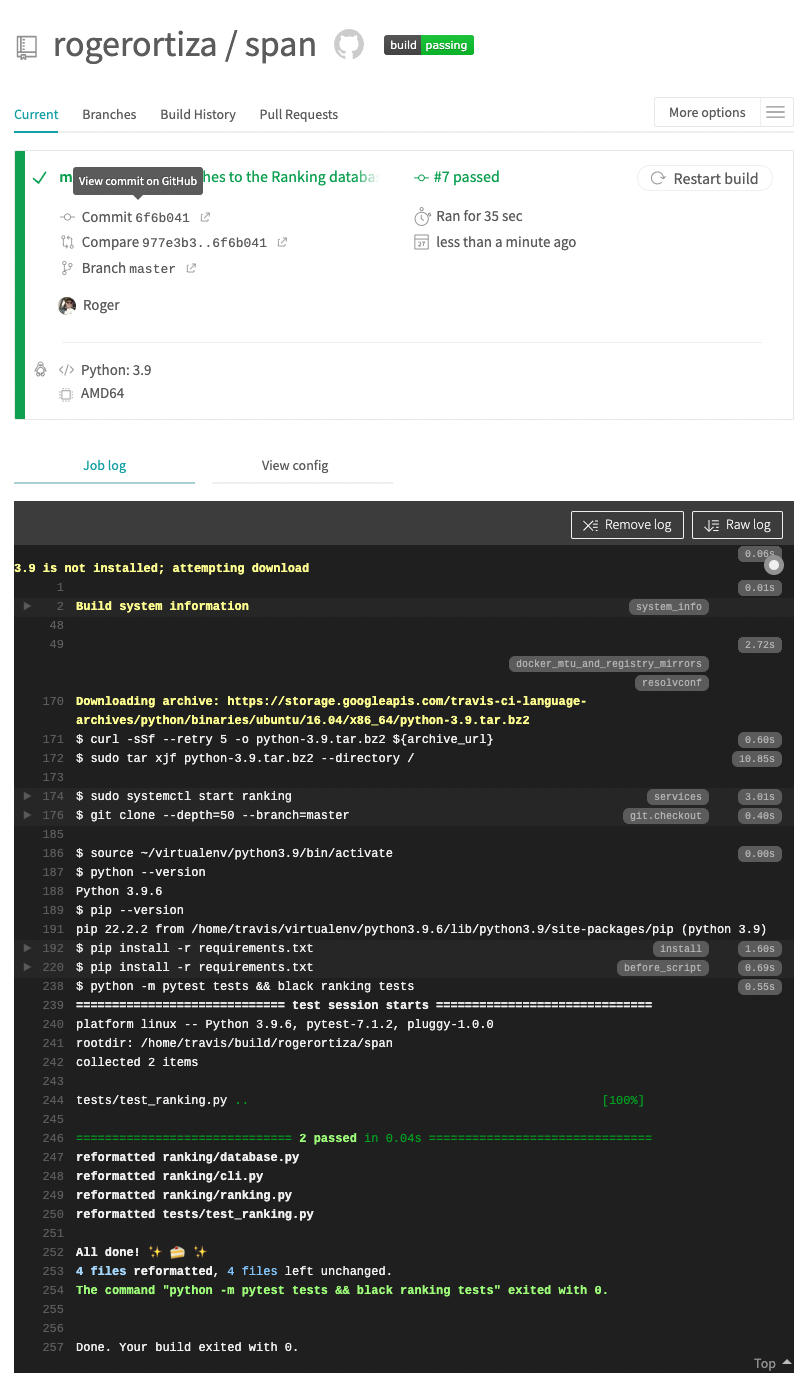 rogerortiza / span
build passing
Current Branches Build History Pull Requests
More options
hes to the Ranking databa
View commit on GitHub
#7 passed
Restart build
Commit 6f6b041
Ran for 35 sec
Compare 977e3b3..6f6b041
less than a minute ago
Branch master
Roger
Python: 3.9
AMD64
Job log View config
Remove log Raw log
0.06s
3.9 is not installed; attempting download
1 0.01s
2 Build system information system_info
48
49 2.72s
docker_mtu_and_registry_mirrors
resolvconf
170 Downloading archive: https://storage.googleapis.com/travis-ci-language-
archives/python/binaries/ubuntu/16.04/x86_64/python-3.9.tar.bz2
171 $ curl -sSf --retry 5 -o python-3.9.tar.bz2 ${archive_url} 0.60s
172 $ sudo tar xjf python-3.9.tar.bz2 --directory / 10.85s
173
174 $ sudo systemctl start ranking services 3.01s
176 $ git clone --depth=50 --branch=master git.checkout 0.40s
185
186 $ source ~/virtualenv/python3.9/bin/activate 0.00s
187 $ python --version
188 Python 3.9.6
189 $ pip --version
191 pip 22.2.2 from /home/travis/virtualenv/python3.9.6/lib/python3.9/site-packages/pip (python 3.9)
192 $ pip install -r requirements.txt install 1.60s
220 $ pip install -r requirements.txt before_script 0.69s
238 $ python -m pytest tests && black ranking tests 0.55s
239 ============================= test session starts ==============================
240 platform linux -- Python 3.9.6, pytest-7.1.2, pluggy-1.0.0
241 rootdir: /home/travis/build/rogerortiza/span
242 collected 2 items
243
244 tests/test_ranking.py .. [100%]
245
246 ============================== 2 passed in 0.04s ===============================
247 reformatted ranking/database.py
248 reformatted ranking/cli.py
249 reformatted ranking/ranking.py
250 reformatted tests/test_ranking.py
251
252 All done! ✨ 🍰 ✨
253 4 files reformatted, 4 files left unchanged.
254 The command "python -m pytest tests && black ranking tests" exited with 0.
255
256
257 Done. Your build exited with 0.
Top